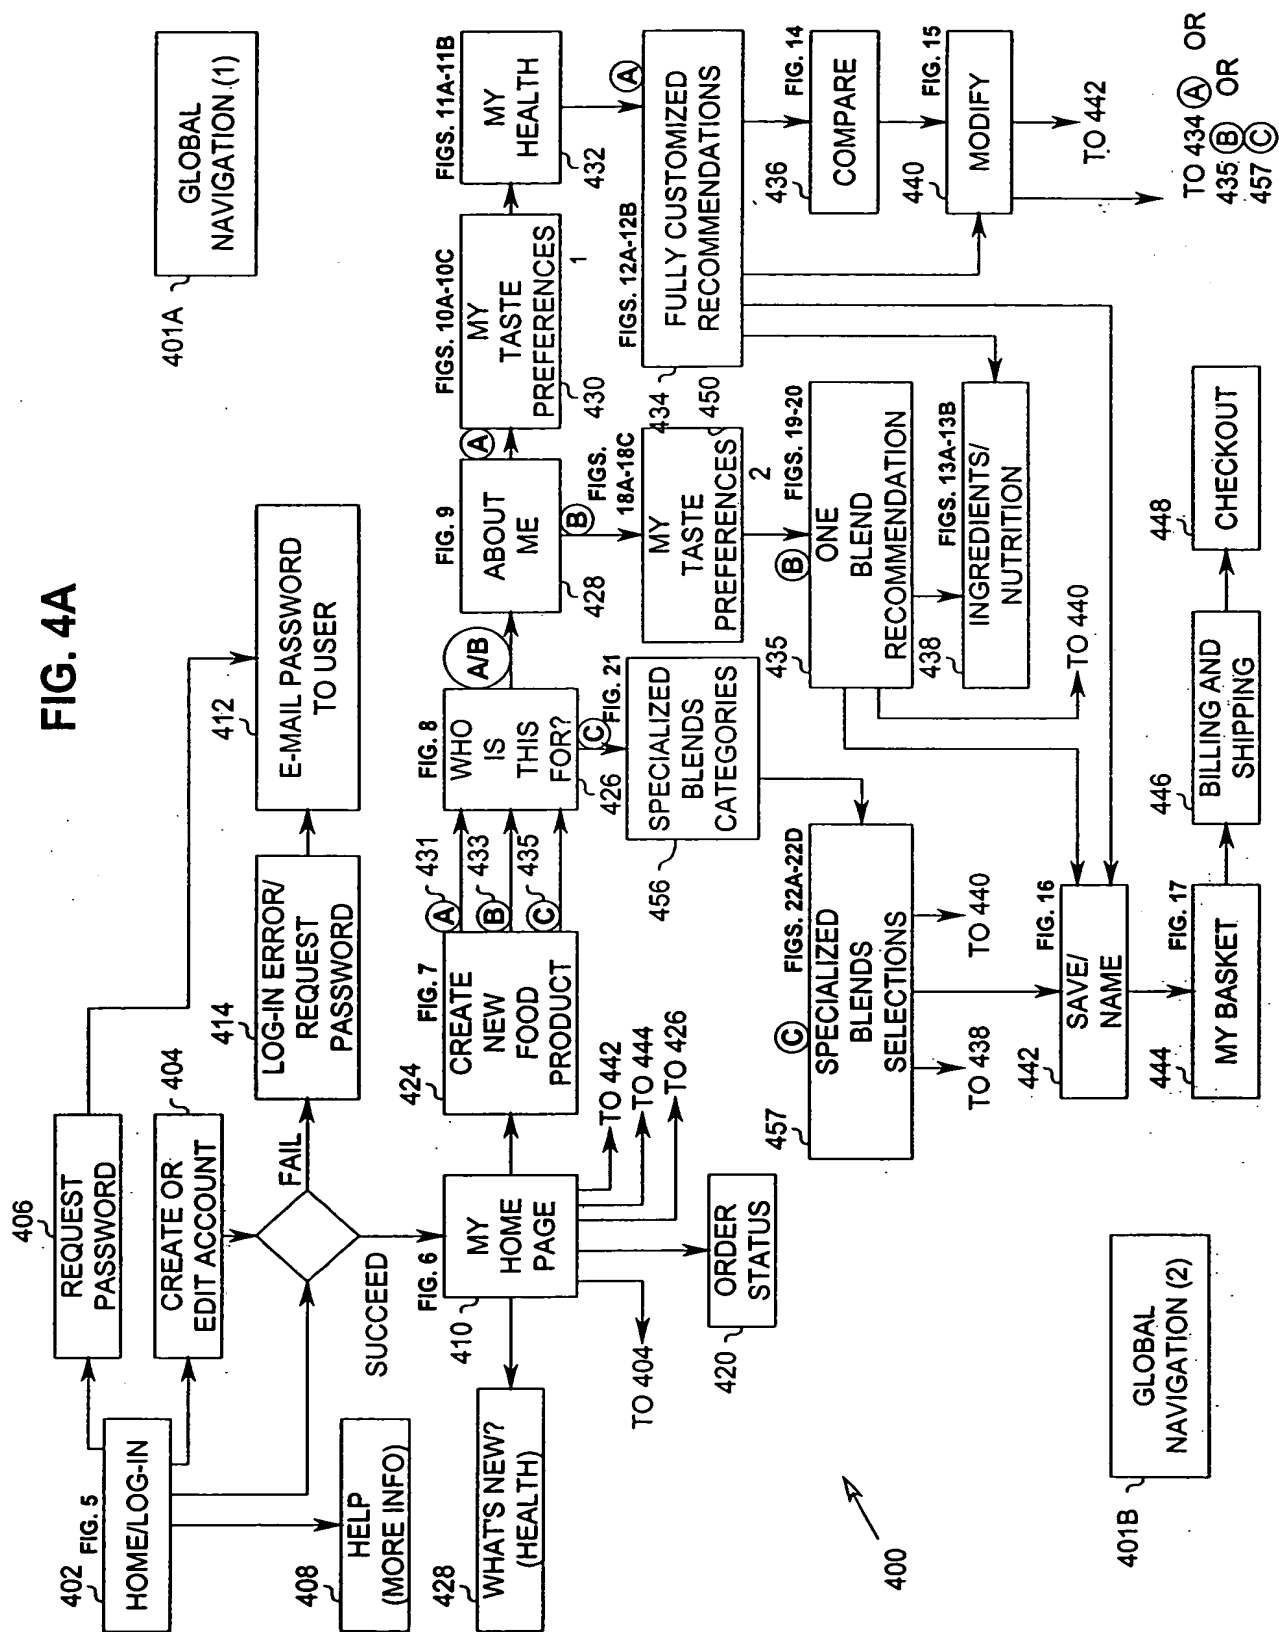 FIG. 4A
402
FIG. 5
HOME/LOG-IN
406
REQUEST
PASSWORD
CREATE OR
EDIT ACCOUNT
404
408
HELP
(MORE INFO)
FAIL
SUCCEED
414
LOG-IN ERROR/
REQUEST
PASSWORD
412
E-MAIL PASSWORD
TO USER
401A
GLOBAL
NAVIGATION (1)
428
WHAT'S NEW?
(HEALTH)
410
FIG. 6
MY
HOME
PAGE
TO 404
420
ORDER
STATUS
TO 442
TO 444
TO 426
424
FIG. 7
CREATE
NEW
FOOD
PRODUCT
A
431
B
433
C
435
FIG. 8
WHO
IS
THIS
FOR?
426
A/B
C
FIG. 21
SPECIALIZED
BLENDS
CATEGORIES
456
FIG. 9
ABOUT
ME
428
A
B
FIGS.
18A-18C
MY
TASTE
PREFERENCES
2
450
FIGS. 10A-10C
MY
TASTE
PREFERENCES
1
430
FIGS. 11A-11B
MY
HEALTH
432
A
FIGS. 12A-12B
FULLY CUSTOMIZED
RECOMMENDATIONS
434
FIG. 14
COMPARE
436
FIG. 15
MODIFY
440
TO 442
TO 434 A OR
435 B OR
457 C
B
FIGS. 19-20
ONE
BLEND
RECOMMENDATION
435
FIGS. 13A-13B
INGREDIENTS/
NUTRITION
438
TO 440
C
FIGS. 22A-22D
SPECIALIZED
BLENDS
SELECTIONS
457
TO 438
TO 440
FIG. 16
SAVE/
NAME
442
FIG. 17
MY BASKET
444
446
BILLING AND
SHIPPING
448
CHECKOUT
400
401B
GLOBAL
NAVIGATION (2)